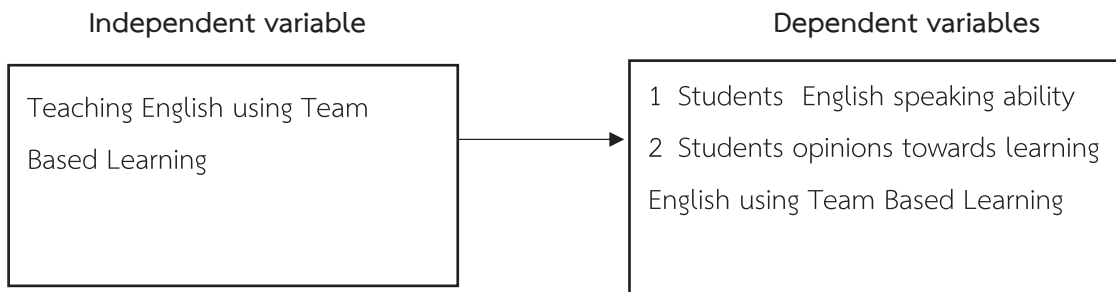 Independent variable
Dependent variables
Teaching English using Team
Based Learning
1 Students English speaking ability
2 Students opinions towards learning
English using Team Based Learning